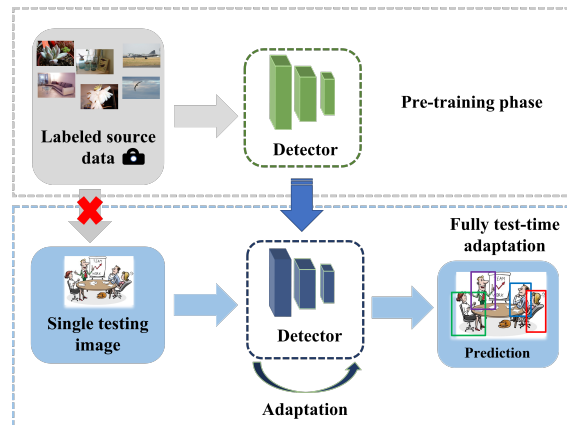 Labeled source
data
Detector
Pre-training phase
Fully test-time
adaptation
Single testing
image
Detector
Prediction
Adaptation